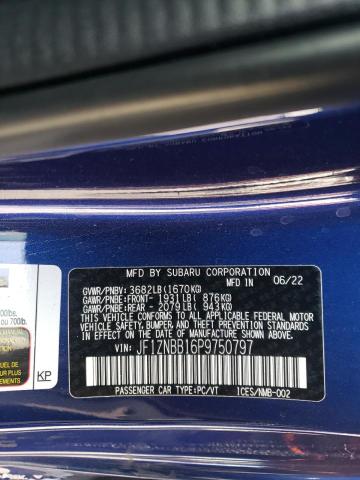 MFD BY SUBARU CORPORATION
GVWR/PNBV: 3682LB(1670KG) MFD IN 06/22
GAWR/PNBE:FRONT- 1931LB( 876KG)
GAWR/PNBE:REAR - 2079LB( 943KG)
THIS VEHICLE CONFORMS TO ALL APPLICABLE
FEDERAL MOTOR VEHICLE SAFETY, BUMPER,
AND THEFT PREVENTION STANDARDS IN EFFECT
ON THE DATE OF MANUFACTURE SHOWN ABOVE.
VIN: JF1ZNBB16P9750797
PASSENGER CAR TYPE:PC/VT ICES/NMB-002
00lbs.
ou 700lb.
KP